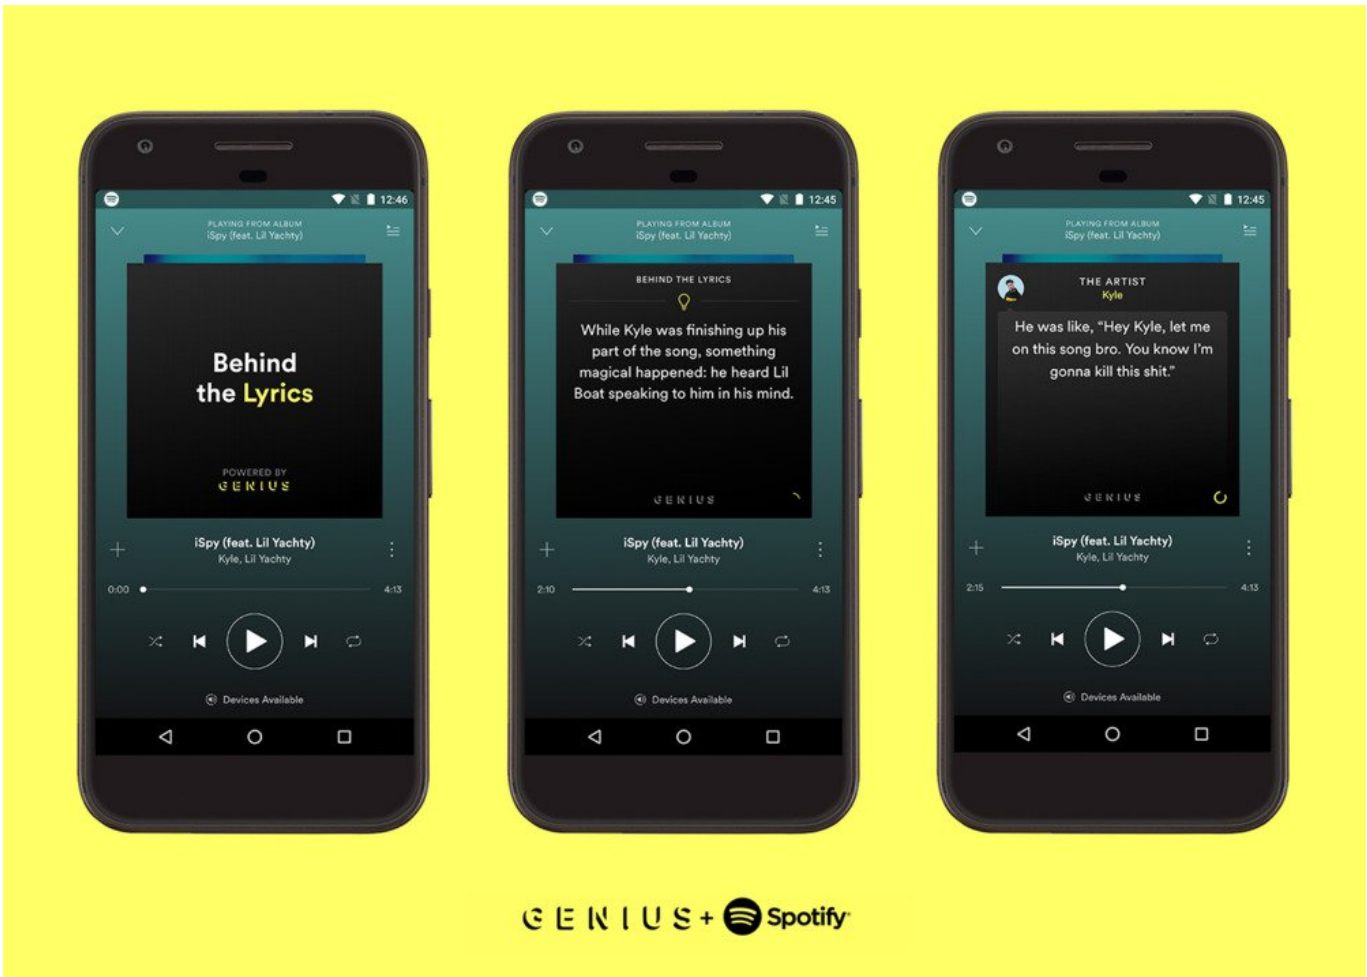 12:46
PLAYING FROM ALBUM
iSpy (feat. Lil Yachty)
Behind
the Lyrics
POWERED BY
GENIUS
iSpy (feat. Lil Yachty)
Kyle, Lil Yachty
0:00
4:13
Devices Available
12:45
PLAYING FROM ALBUM
iSpy (feat. Lil Yachty)
BEHIND THE LYRICS
While Kyle was finishing up his
part of the song, something
magical happened: he heard Lil
Boat speaking to him in his mind.
GENIUS
iSpy (feat. Lil Yachty)
Kyle, Lil Yachty
2:10
4:13
Devices Available
12:45
PLAYING FROM ALBUM
iSpy (feat. Lil Yachty)
THE ARTIST
Kyle
He was like, “Hey Kyle, let me
on this song bro. You know I’m
gonna kill this shit.”
GENIUS
iSpy (feat. Lil Yachty)
Kyle, Lil Yachty
2:15
4:13
Devices Available
GENIUS + Spotify